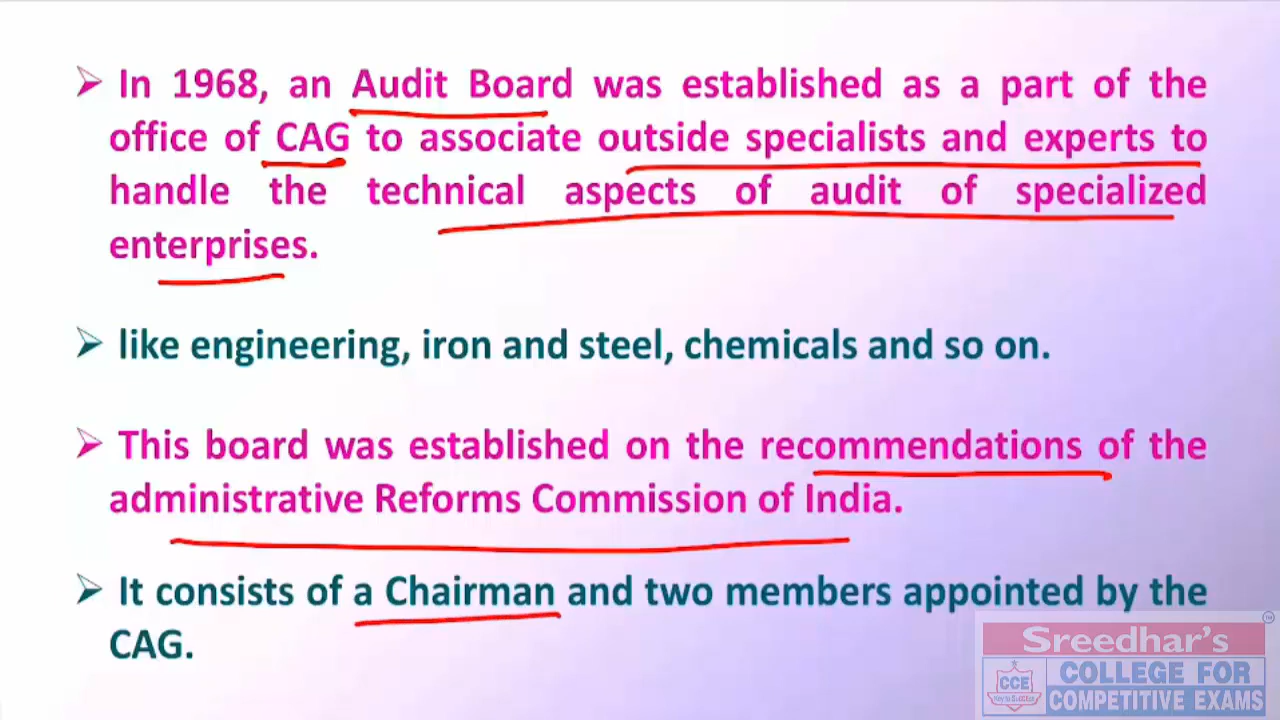 In 1968, an Audit Board was established as a part of the
office of CAG to associate outside specialists and experts to
handle the technical aspects of audit of specialized
enterprises.
like engineering, iron and steel, chemicals and so on.
This board was established on the recommendations of the
administrative Reforms Commission of India.
It consists of a Chairman and two members appointed by the
CAG.
Sreedhar's
CCE
COLLEGE FOR
COMPETITIVE EXAMS